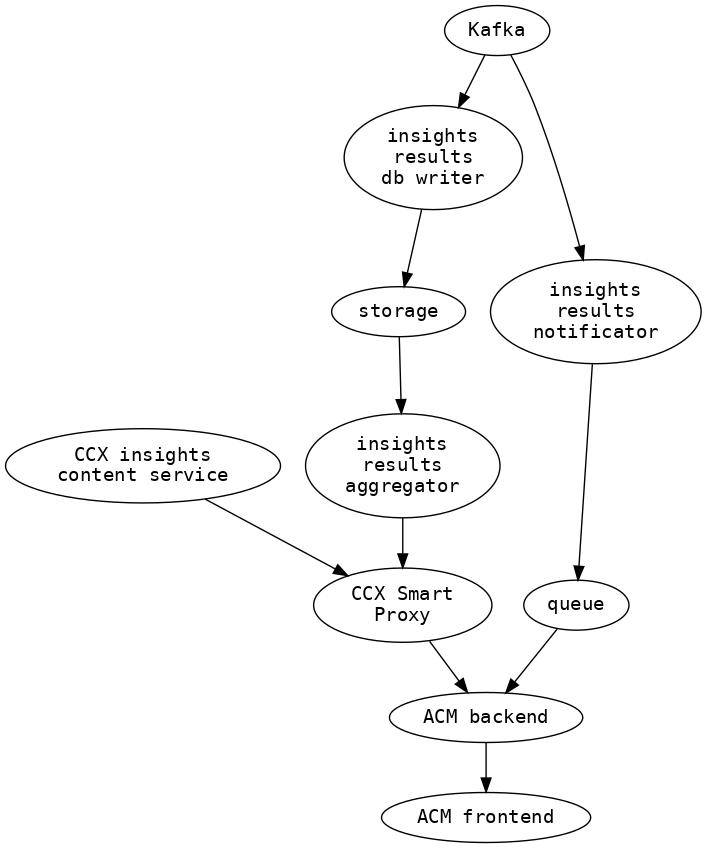 Kafka
insights
results
db writer
insights
results
notificator
storage
CCX insights
content service
insights
results
aggregator
CCX Smart
Proxy
queue
ACM backend
ACM frontend